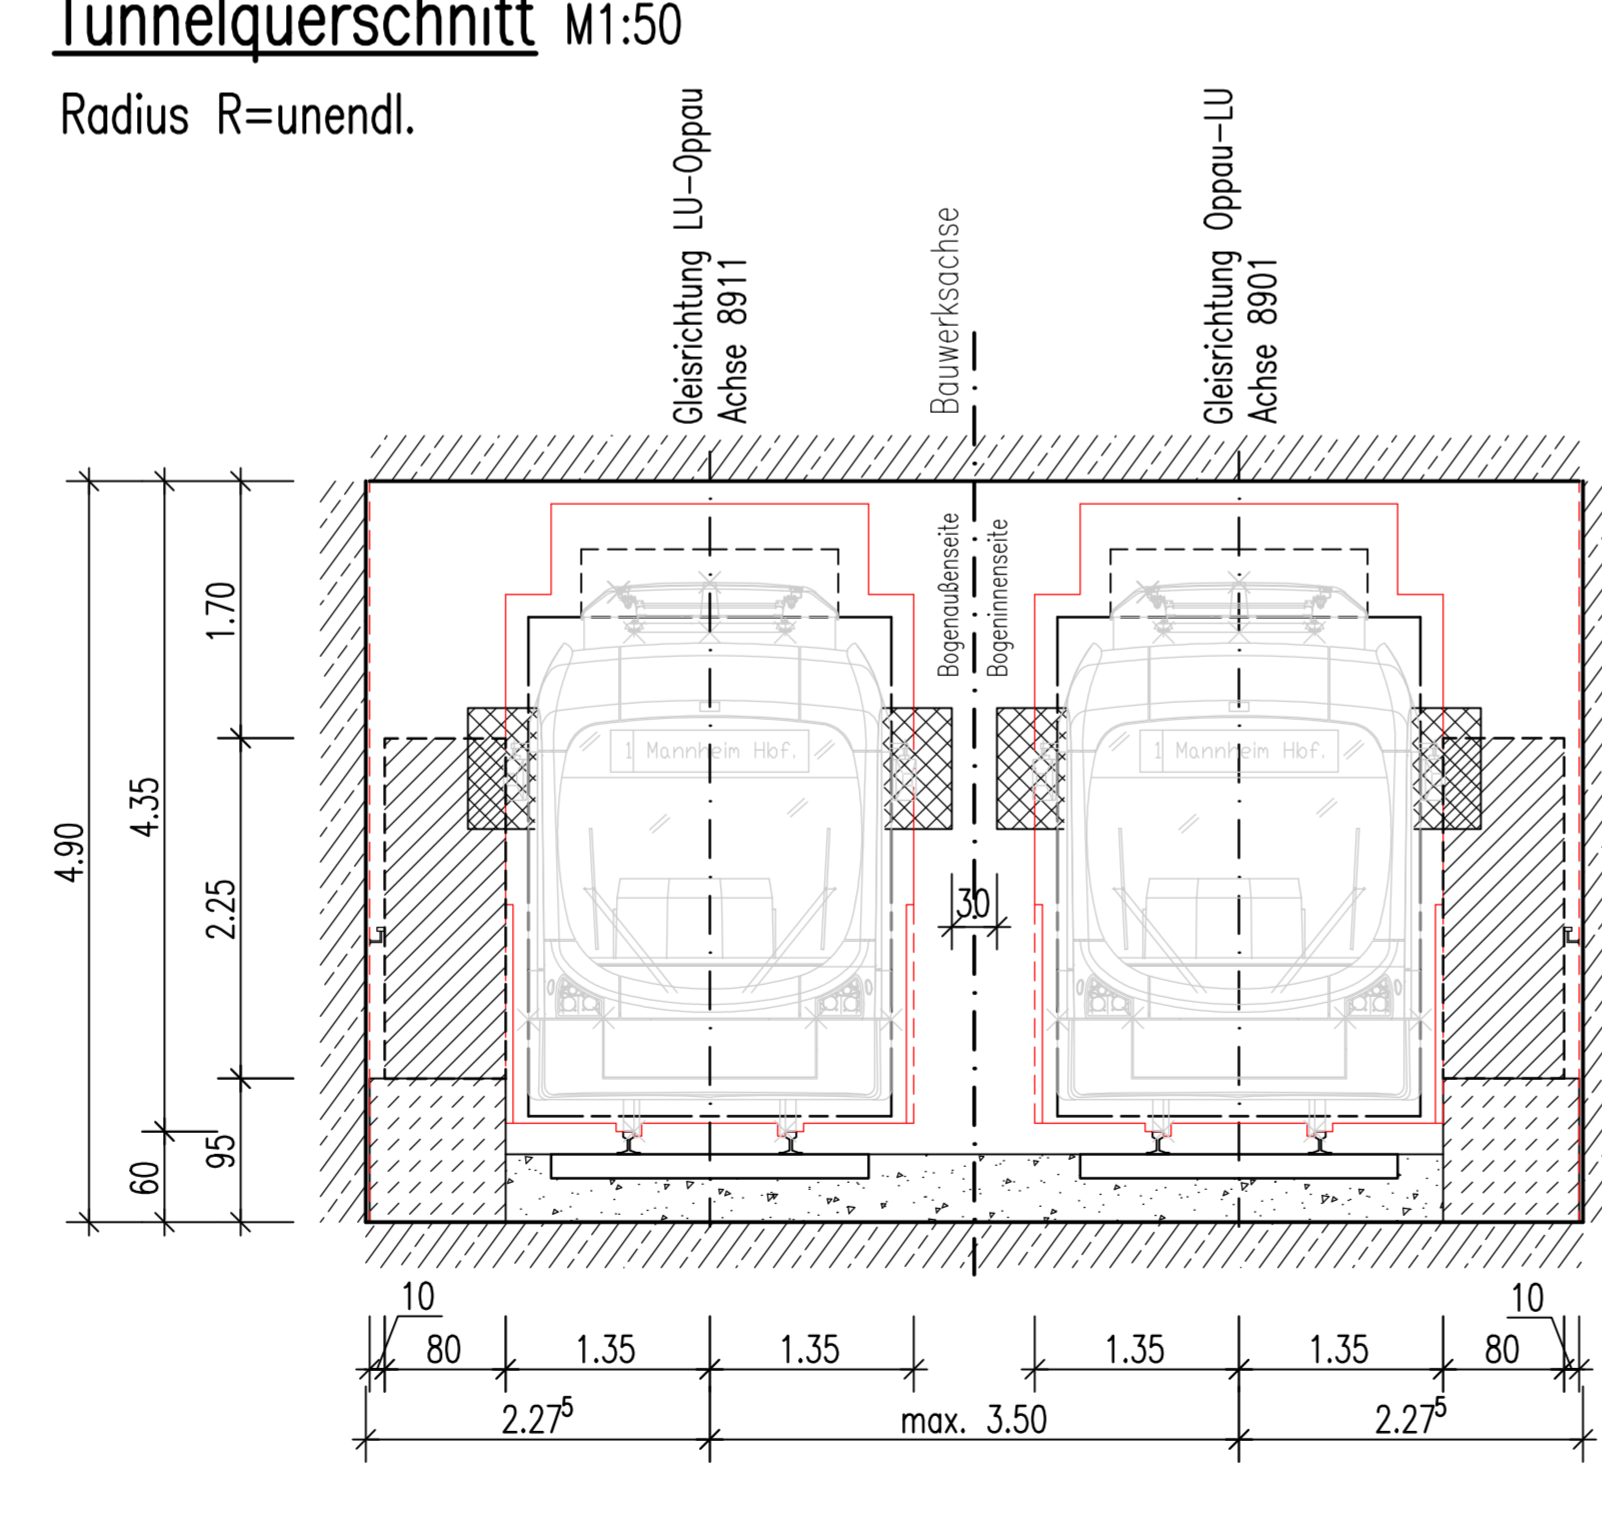 Tunnelquerschnitt M1:50
Radius R=unendl.
Gleisrichtung LU-Oppau
Achse 8911
Bauwerksachse
Gleisrichtung Oppau-LU
Achse 8901
Bogenaußenseite
Bogeninnenseite
1 Mannheim Hbf.
1 Mannheim Hbf.
4.90
4.35
60
1.70
2.25
95
30
10
80
1.35
1.35
1.35
1.35
80
10
2.27⁵
max. 3.50
2.27⁵